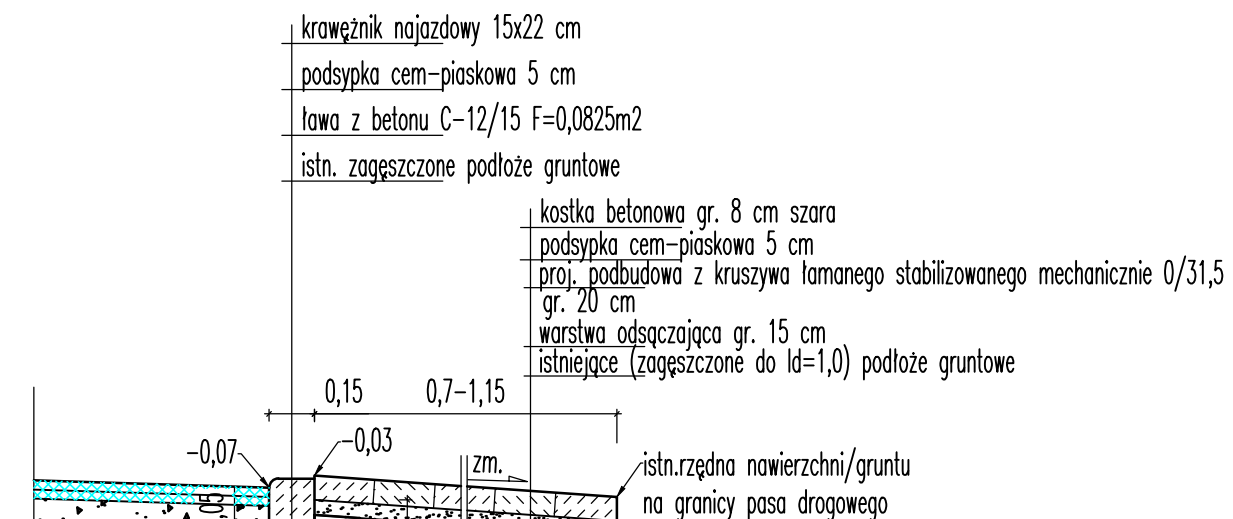 krawężnik najazdowy 15x22 cm
podsypka cem-piaskowa 5 cm
ława z betonu C-12/15 F=0,0825m2
istn. zagęszczone podłoże gruntowe
kostka betonowa gr. 8 cm szara
podsypka cem-piaskowa 5 cm
proj. podbudowa z kruszywa łamanego stabilizowanego mechanicznie 0/31,5
gr. 20 cm
warstwa odsączająca gr. 15 cm
istniejące (zagęszczone do Id=1,0) podłoże gruntowe
0,15 0,7-1,15
-0,07 -0,03
zm.
istn.rzędna nawierzchni/gruntu
na granicy pasa drogowego